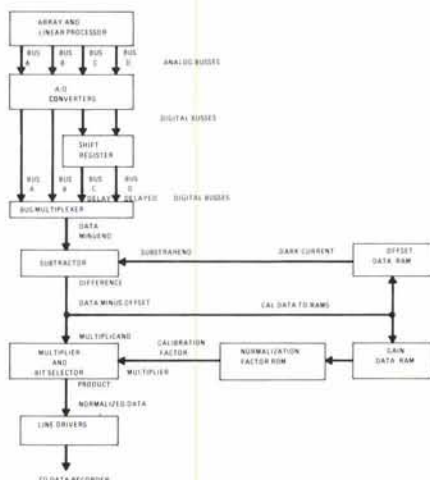 ARRAY AND
LINEAR PROCESSOR
BUS A
BUS B
BUS C
BUS D
ANALOG BUSSES
A/D
CONVERTERS
DIGITAL BUSSES
SHIFT
REGISTER
BUS A
BUS B
BUS C
DELAYED
BUS D
DELAYED
DIGITAL BUSSES
BUS MULTIPLEXER
DATA
MINUEND
SUBTRACTOR
SUBSTRAHEND
DARK CURRENT
OFFSET
DATA RAM
DIFFERENCE
DATA MINUS OFFSET
CAL DATA TO RAMS
MULTIPLICAND
MULTIPLIER
AND
BIT SELECTOR
CALIBRATION
FACTOR
MULTIPLIER
NORMALIZATION
FACTOR ROM
GAIN
DATA RAM
PRODUCT
NORMALIZED DATA
LINE DRIVERS
TO DATA RECORDER